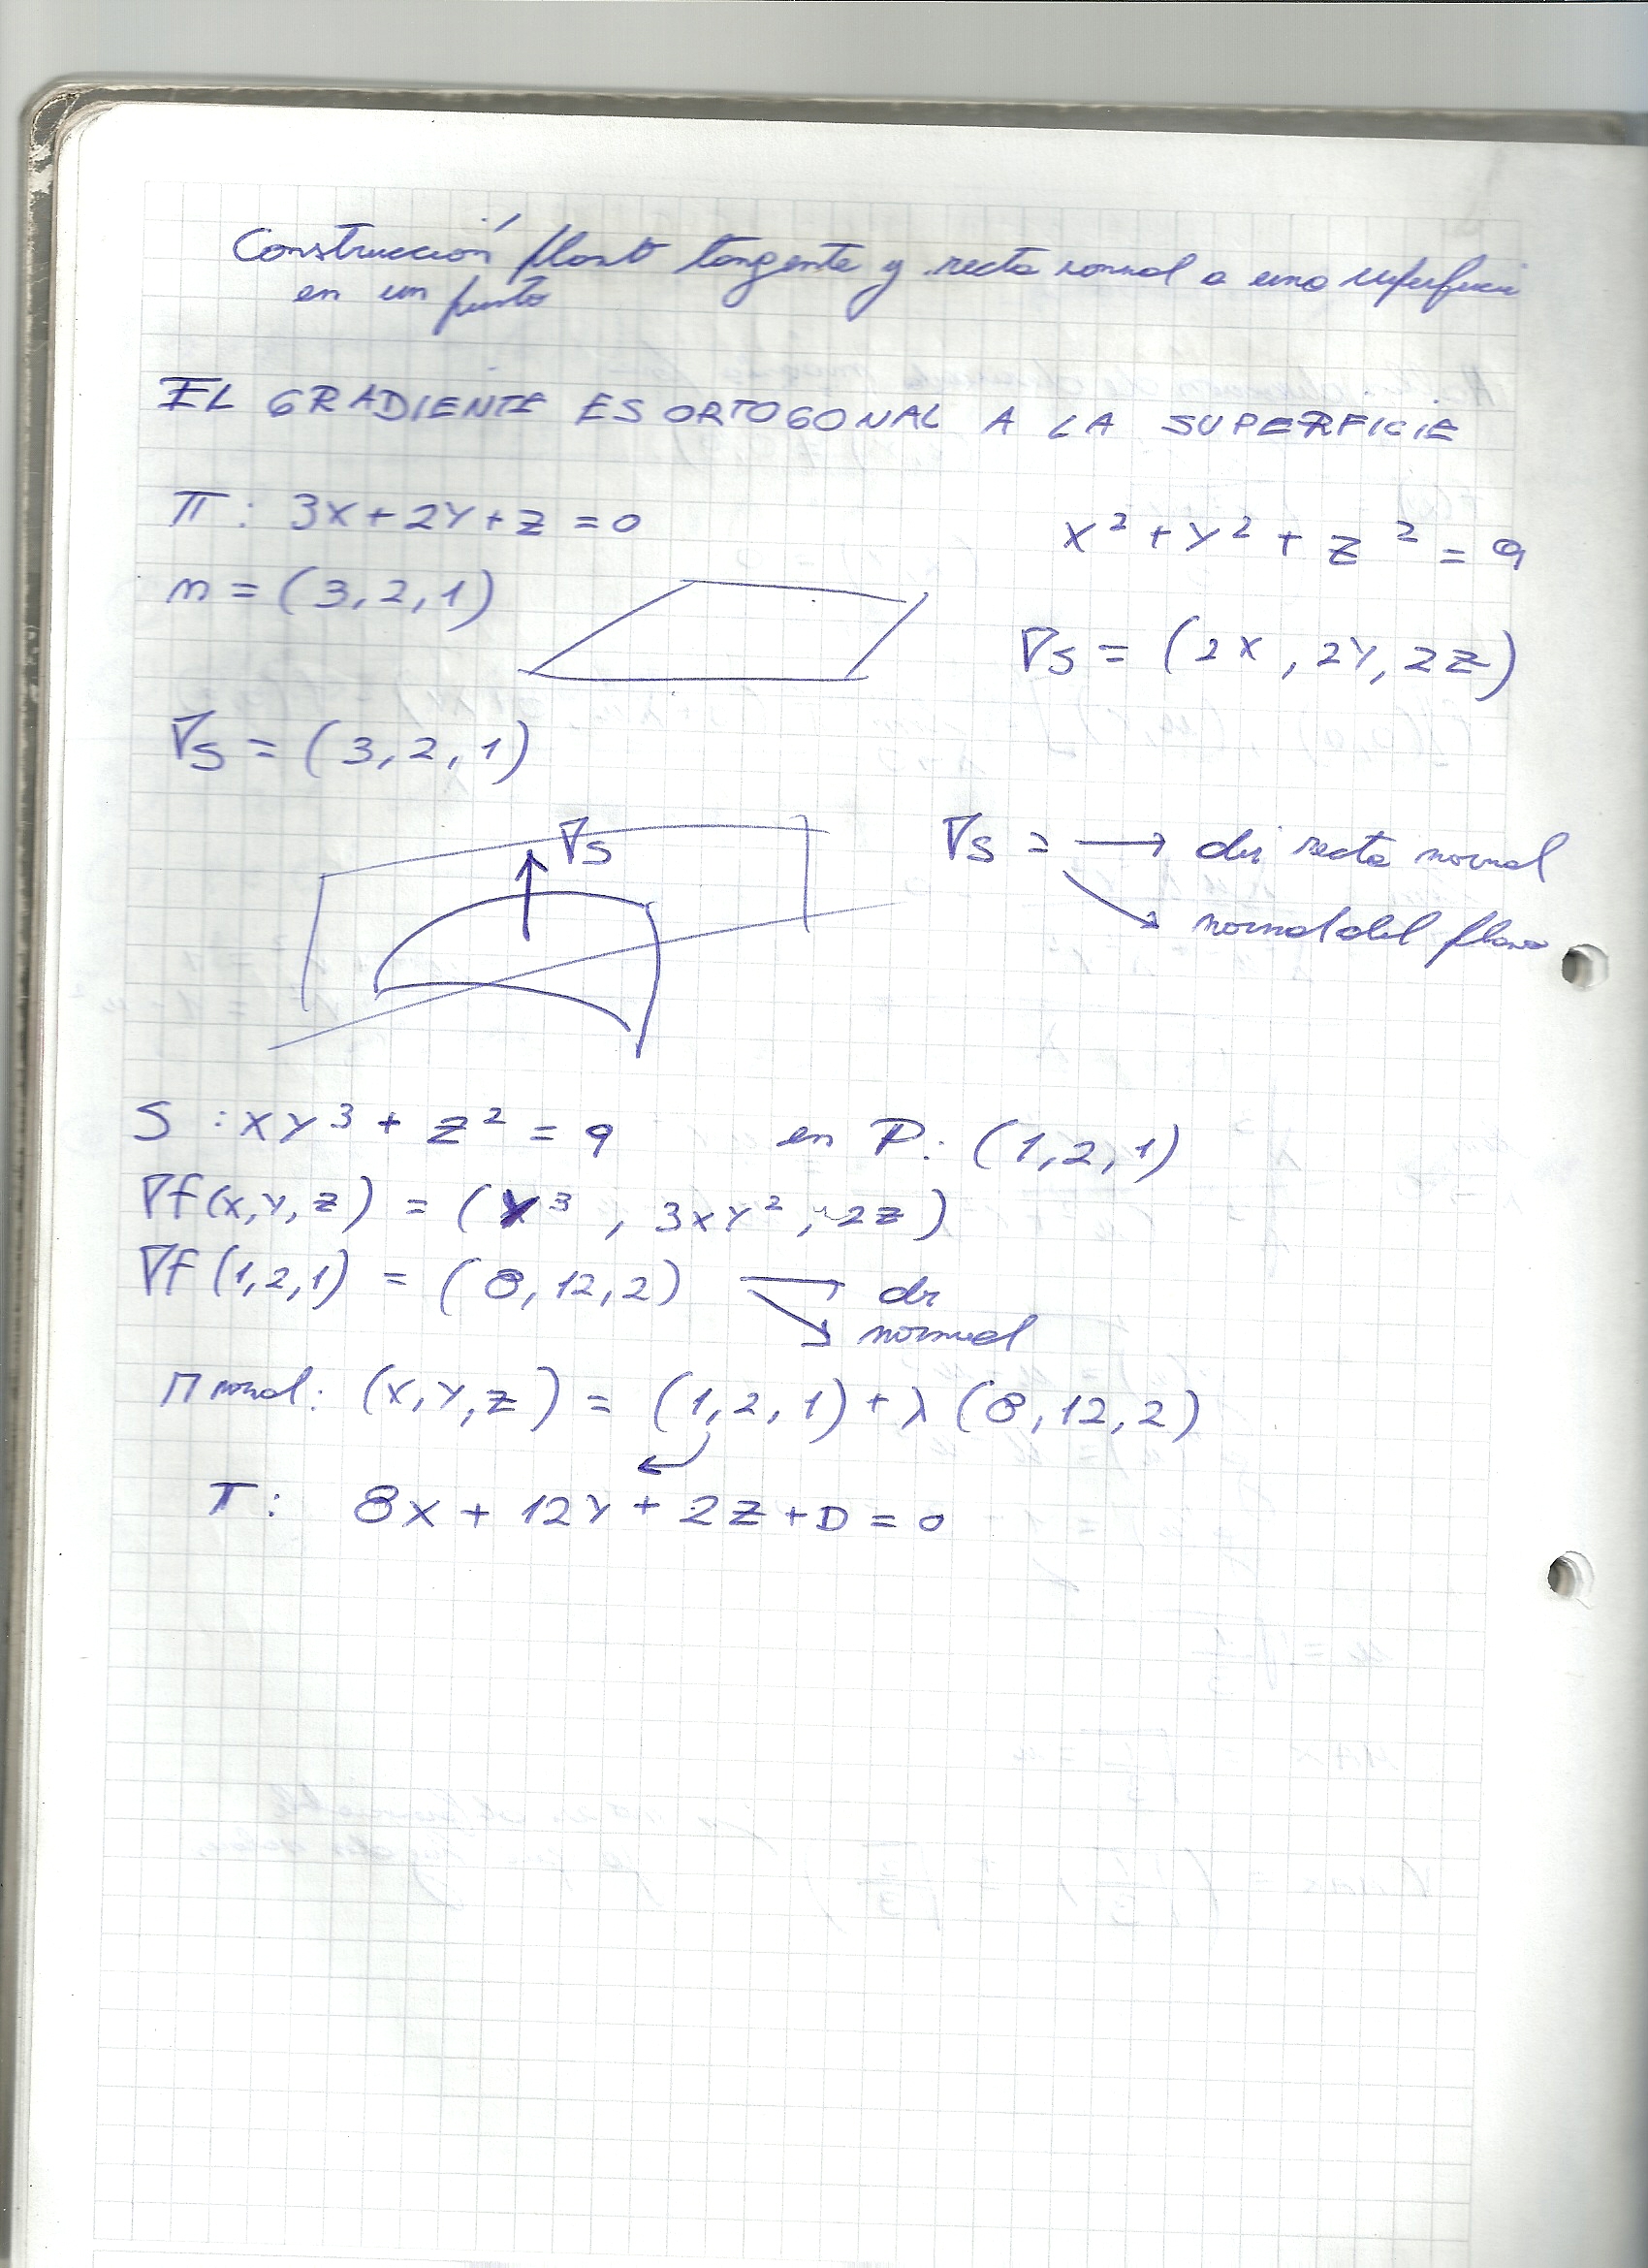 Construcción plano tangente y recta normal a una superficie
en un punto
EL GRADIENTE ES ORTOGONAL A LA SUPERFICIE
π: 3x+2y+z=0
x² + y² + z² = 9
n = (3,2,1)
∇s = (2x, 2y, 2z)
∇s = (3,2,1)
∇s
∇s = → dir recta normal
↘ normal del plano
S : xy³ + z² = 9 en P: (1,2,1)
∇f(x,y,z) = (y³, 3xy², 2z)
∇f(1,2,1) = (8,12,2) → dir
↘ normal
π normal: (x,y,z) = (1,2,1) + λ(8,12,2)
π: 8x + 12y + 2z + D = 0